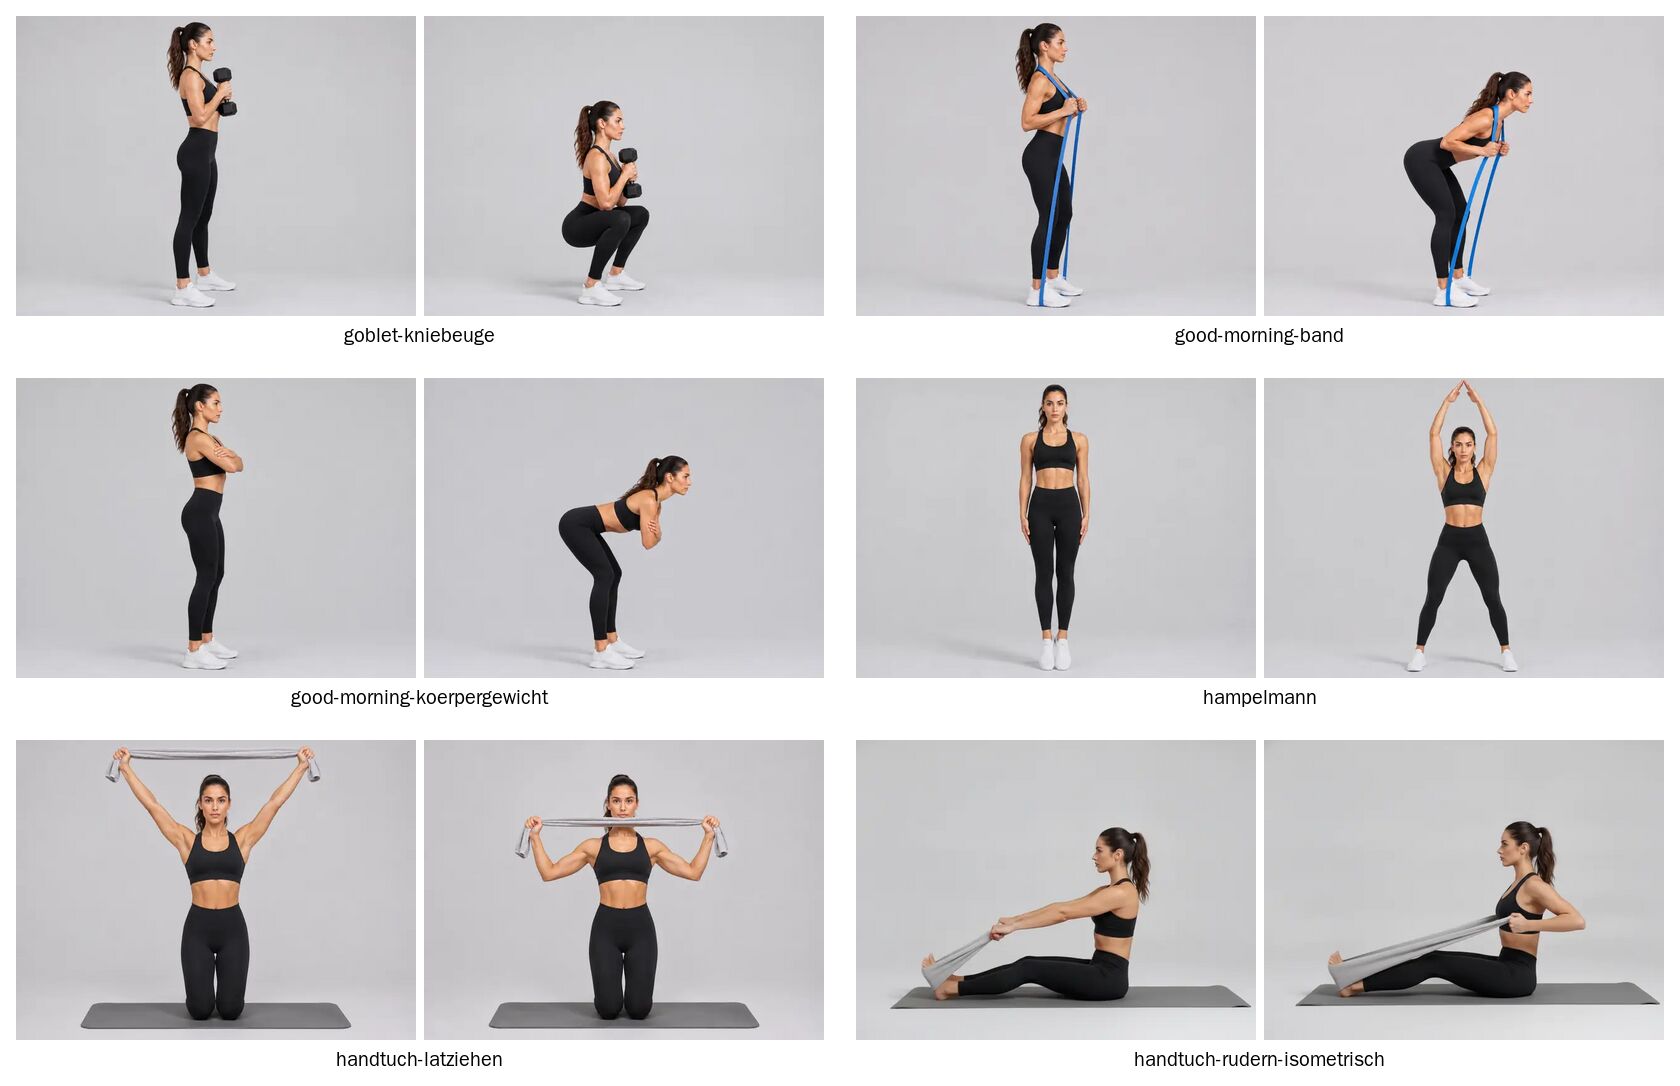 goblet-kniebeuge
good-morning-band
good-morning-koerpergewicht
hampelmann
handtuch-latziehen
handtuch-rudern-isometrisch